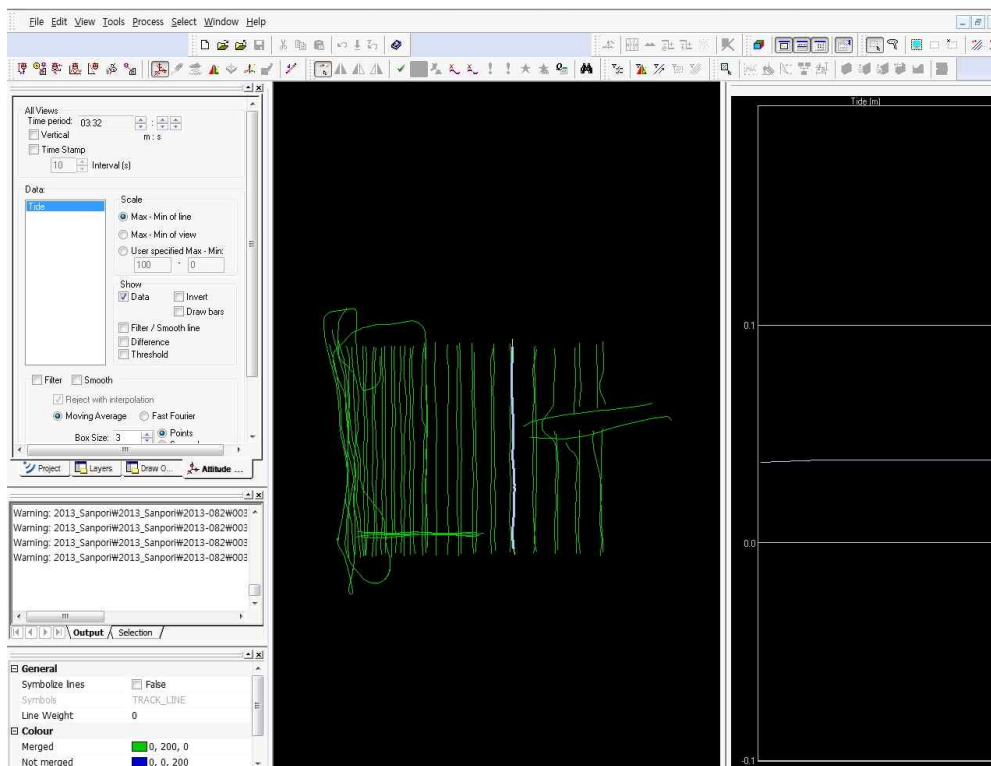 File Edit View Tools Process Select Window Help
All Views
Time period: 03:32
Vertical
m : s
Time Stamp
10 Interval (s)
Data:
Tide
Scale
Max - Min of line
Max - Min of view
User specified Max - Min:
100 - 0
Show
Data Invert
Draw bars
Filter / Smooth line
Difference
Threshold
Filter Smooth
Reject with interpolation
Moving Average Fast Fourier
Box Size: 3 Points
Project Layers Draw O... Attitude ...
Warning: 2013_Sanpori₩2013_Sanpori₩2013-082₩003
Warning: 2013_Sanpori₩2013_Sanpori₩2013-082₩003
Warning: 2013_Sanpori₩2013_Sanpori₩2013-082₩003
Warning: 2013_Sanpori₩2013_Sanpori₩2013-082₩003
Output Selection
General
Symbolize lines False
Symbols TRACK_LINE
Line Weight 0
Colour
Merged 0, 200, 0
Not merged 0, 0, 200
Tide (m)
0.1
0.0
-0.1